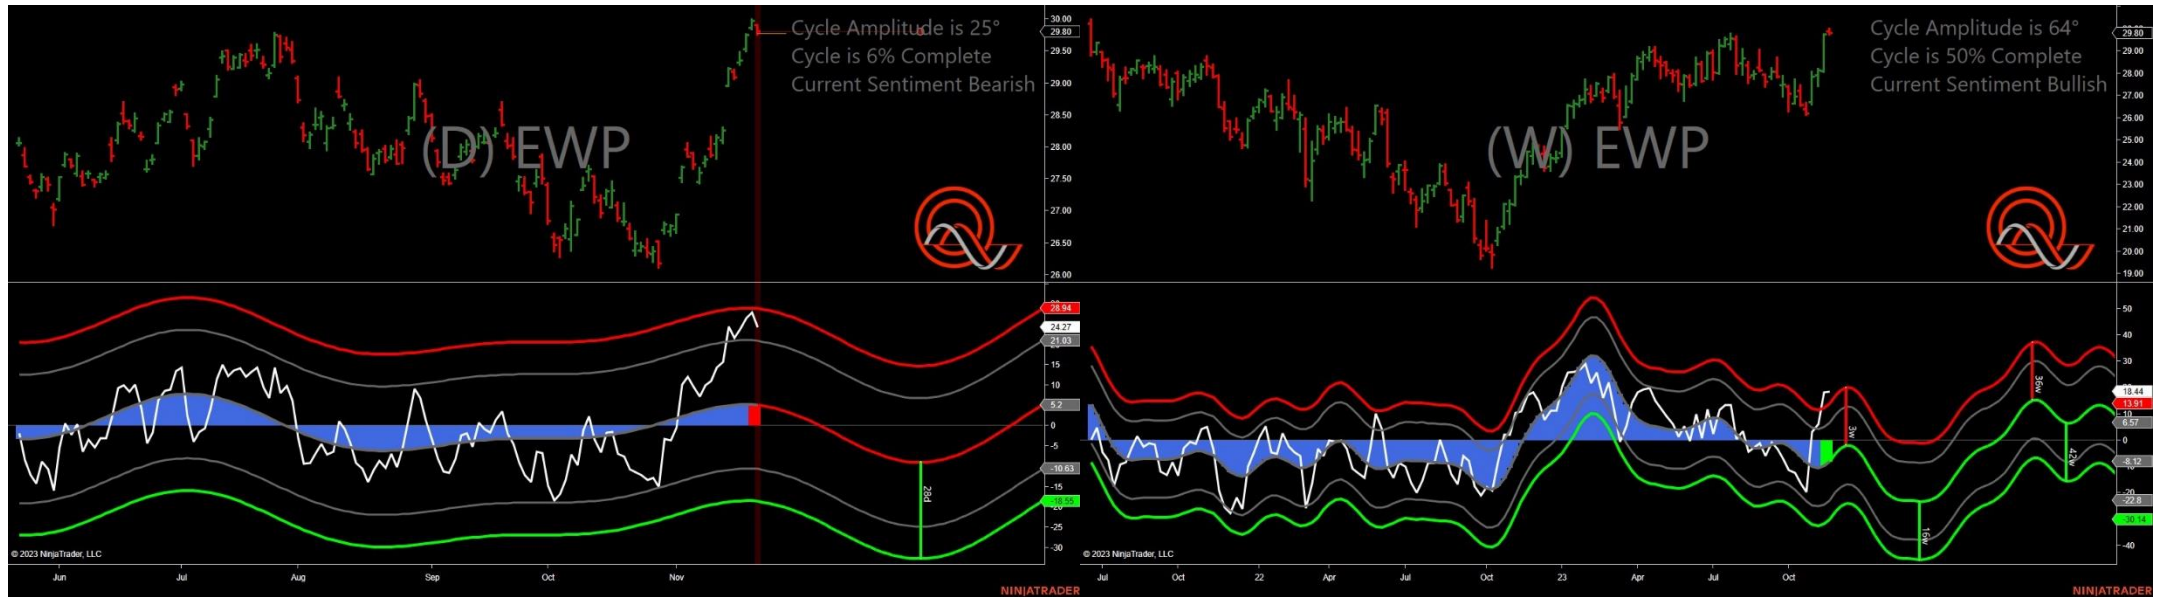 Cycle Amplitude is 25°
Cycle is 6% Complete
Current Sentiment Bearish
(D) EWP
30.00
29.80
29.50
29.00
28.50
28.00
27.50
27.00
26.50
26.00
28.94
24.27
21.03
15
10
5.2
0
-5
-10.63
-15
-18.55
-25
-30
28d
© 2023 NinjaTrader, LLC
Jun
Jul
Aug
Sep
Oct
Nov
NINJATRADER
Cycle Amplitude is 64°
Cycle is 50% Complete
Current Sentiment Bullish
(W) EWP
29.80
29.00
28.00
27.00
26.00
25.00
24.00
23.00
22.00
21.00
20.00
19.00
50
40
30
18.44
13.91
10
6.57
0
-8.12
-22.8
-30.14
-40
3w
16w
36w
42w
© 2023 NinjaTrader, LLC
Jul
Oct
22
Apr
Jul
Oct
23
Apr
Jul
Oct
NINJATRADER